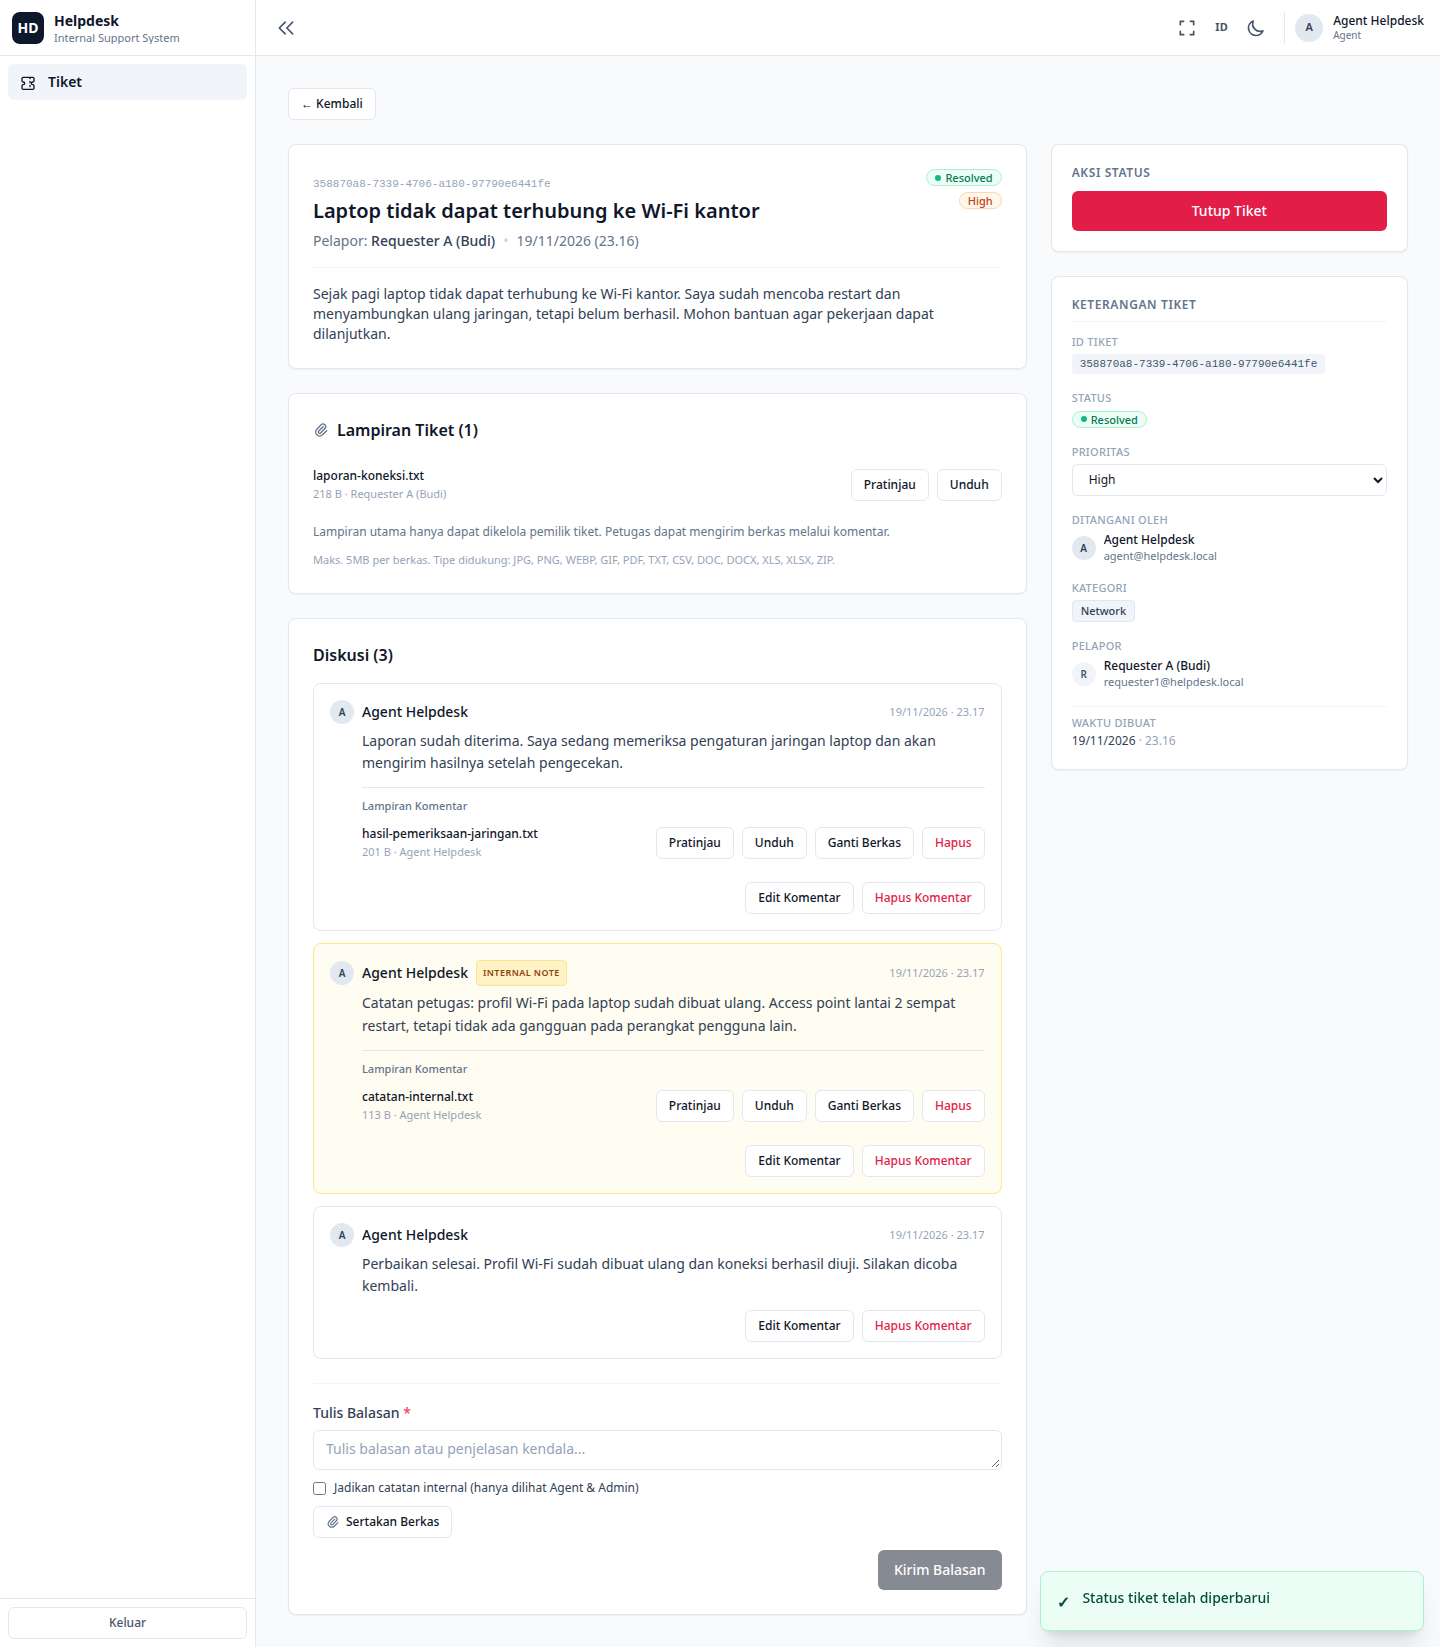 HD
Helpdesk
Internal Support System
ID
A
Agent Helpdesk
Agent
Tiket
Keluar
← Kembali
358870a8-7339-4706-a180-97790e6441fe
Resolved
High
Laptop tidak dapat terhubung ke Wi-Fi kantor
Pelapor: Requester A (Budi) • 19/11/2026 (23.16)
Sejak pagi laptop tidak dapat terhubung ke Wi-Fi kantor. Saya sudah mencoba restart dan
menyambungkan ulang jaringan, tetapi belum berhasil. Mohon bantuan agar pekerjaan dapat
dilanjutkan.
Lampiran Tiket (1)
laporan-koneksi.txt
218 B · Requester A (Budi)
Pratinjau
Unduh
Lampiran utama hanya dapat dikelola pemilik tiket. Petugas dapat mengirim berkas melalui komentar.
Maks. 5MB per berkas. Tipe didukung: JPG, PNG, WEBP, GIF, PDF, TXT, CSV, DOC, DOCX, XLS, XLSX, ZIP.
Diskusi (3)
A
Agent Helpdesk
19/11/2026 · 23.17
Laporan sudah diterima. Saya sedang memeriksa pengaturan jaringan laptop dan akan
mengirim hasilnya setelah pengecekan.
Lampiran Komentar
hasil-pemeriksaan-jaringan.txt
201 B · Agent Helpdesk
Pratinjau
Unduh
Ganti Berkas
Hapus
Edit Komentar
Hapus Komentar
A
Agent Helpdesk
INTERNAL NOTE
19/11/2026 · 23.17
Catatan petugas: profil Wi-Fi pada laptop sudah dibuat ulang. Access point lantai 2 sempat
restart, tetapi tidak ada gangguan pada perangkat pengguna lain.
Lampiran Komentar
catatan-internal.txt
113 B · Agent Helpdesk
Pratinjau
Unduh
Ganti Berkas
Hapus
Edit Komentar
Hapus Komentar
A
Agent Helpdesk
19/11/2026 · 23.17
Perbaikan selesai. Profil Wi-Fi sudah dibuat ulang dan koneksi berhasil diuji. Silakan dicoba
kembali.
Edit Komentar
Hapus Komentar
Tulis Balasan *
Tulis balasan atau penjelasan kendala...
Jadikan catatan internal (hanya dilihat Agent & Admin)
Sertakan Berkas
Kirim Balasan
AKSI STATUS
Tutup Tiket
KETERANGAN TIKET
ID TIKET
358870a8-7339-4706-a180-97790e6441fe
STATUS
Resolved
PRIORITAS
High
DITANGANI OLEH
A
Agent Helpdesk
agent@helpdesk.local
KATEGORI
Network
PELAPOR
R
Requester A (Budi)
requester1@helpdesk.local
WAKTU DIBUAT
19/11/2026 · 23.16
✓ Status tiket telah diperbarui